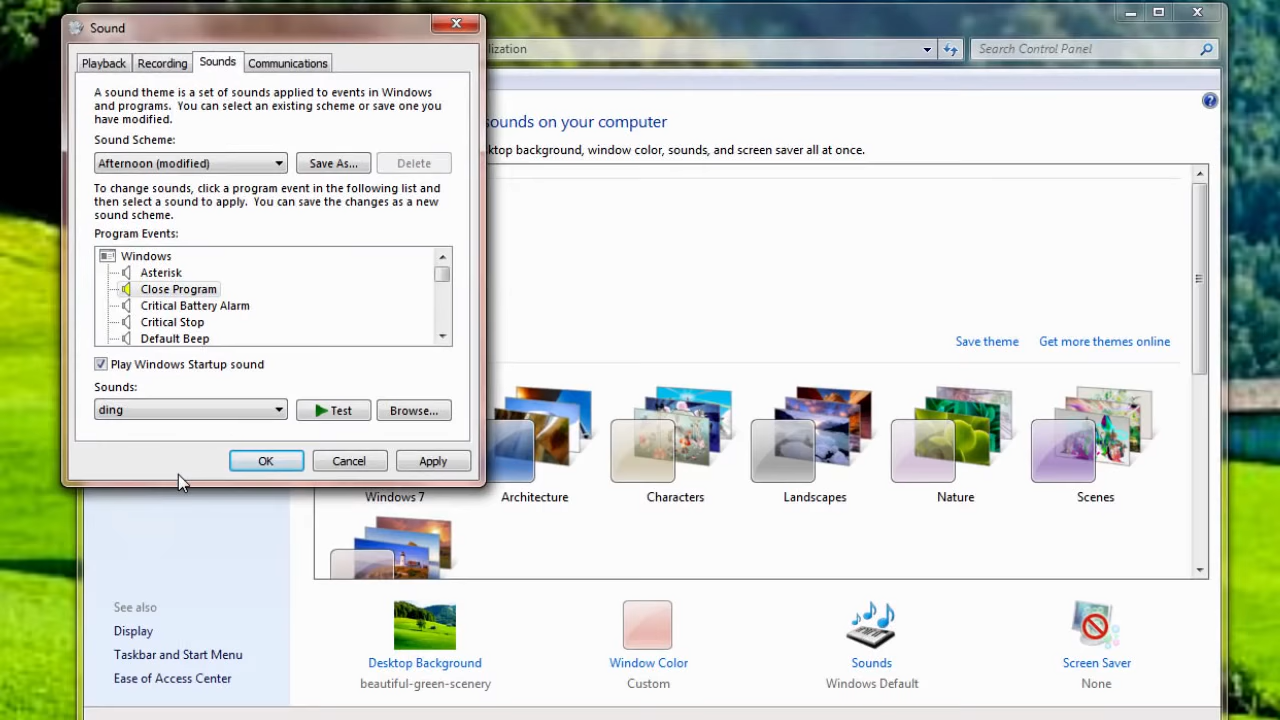 Sound
Playback Recording Sounds Communications
A sound theme is a set of sounds applied to events in Windows
and programs. You can select an existing scheme or save one you
have modified.
Sound Scheme:
Afternoon (modified) Save As... Delete
To change sounds, click a program event in the following list and
then select a sound to apply. You can save the changes as a new
sound scheme.
Program Events:
Windows
Asterisk
Close Program
Critical Battery Alarm
Critical Stop
Default Beep
Play Windows Startup sound
Sounds:
ding Test Browse...
OK Cancel Apply
lization
Search Control Panel
sounds on your computer
ktop background, window color, sounds, and screen saver all at once.
Save theme Get more themes online
Windows 7 Architecture Characters Landscapes Nature Scenes
See also
Display
Taskbar and Start Menu
Ease of Access Center
Desktop Background Window Color Sounds Screen Saver
beautiful-green-scenery Custom Windows Default None